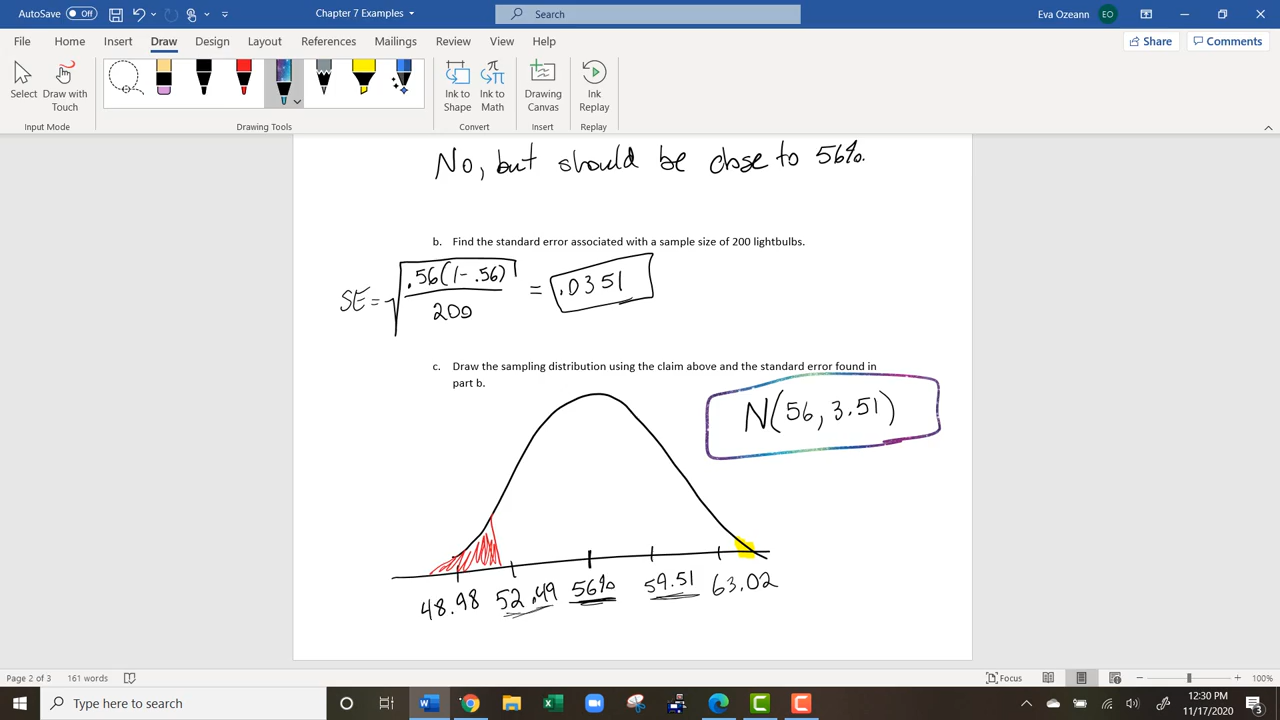 AutoSave Off Chapter 7 Examples Search Eva Ozeann EO
File Home Insert Draw Design Layout References Mailings Review View Help Share Comments
Select Draw with Touch Ink to Shape Ink to Math Drawing Canvas Ink Replay
Input Mode Drawing Tools Convert Insert Replay
No, but should be close to 56%.
b. Find the standard error associated with a sample size of 200 lightbulbs.
SE = √.56(1-.56) / 200 = .0351
c. Draw the sampling distribution using the claim above and the standard error found in
part b.
N(56, 3.51)
48.98 52.49 56% 59.51 63.02
Page 2 of 3 161 words Focus 100%
Type here to search 12:30 PM
11/17/2020 3